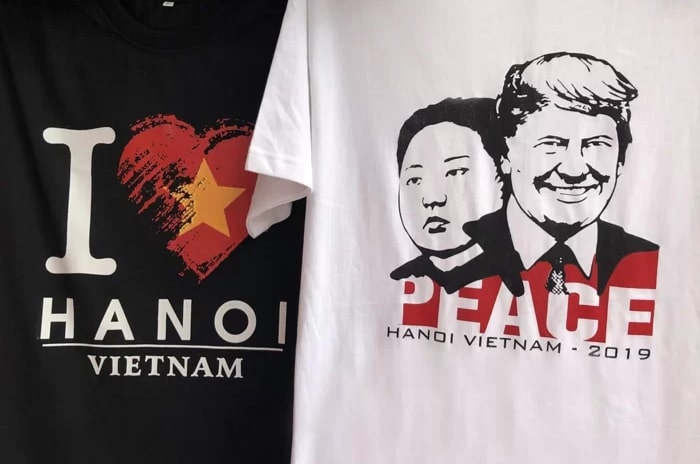 I
HANOI
VIETNAM
PEACE
HANOI VIETNAM - 2019